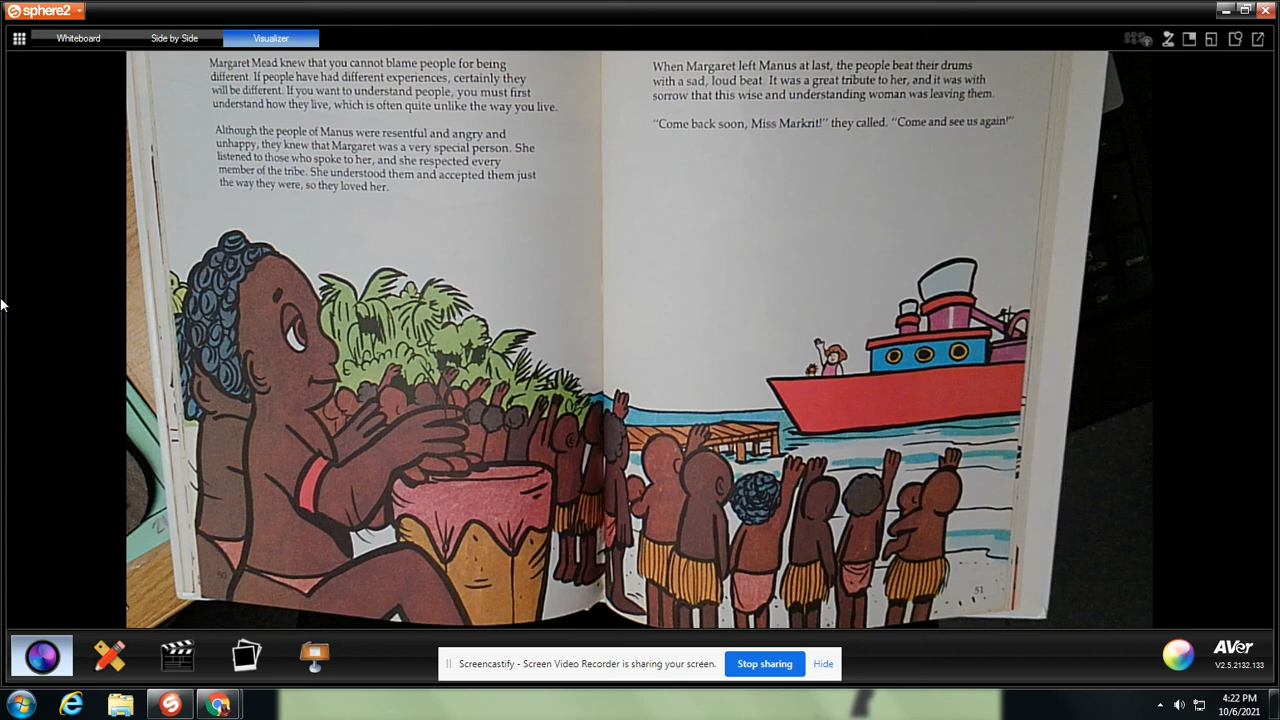 sphere2
Whiteboard
Side by Side
Visualizer
Margaret Mead knew that you cannot blame people for being
different. If people have had different experiences, certainly they
will be different. If you want to understand people, you must first
understand how they live, which is often quite unlike the way you live.
Although the people of Manus were resentful and angry and
unhappy, they knew that Margaret was a very special person. She
listened to those who spoke to her, and she respected every
member of the tribe. She understood them and accepted them just
the way they were, so they loved her.
When Margaret left Manus at last, the people beat their drums
with a sad, loud beat. It was a great tribute to her, and it was with
sorrow that this wise and understanding woman was leaving them.
“Come back soon, Miss Markrit!” they called. “Come and see us again!”
50
51
Screencastify - Screen Video Recorder is sharing your screen.
Stop sharing
Hide
AVer
V2.5.2132.133
4:22 PM
10/6/2021